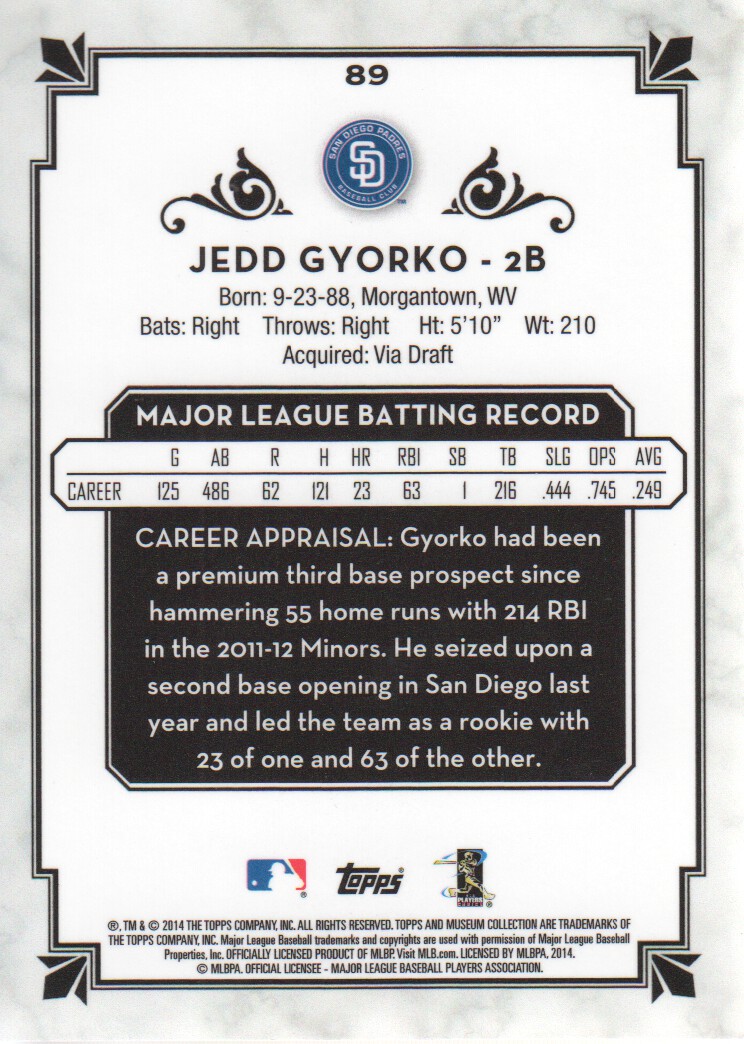 89
SAN DIEGO PADRES
SD
BASEBALL CLUB
TM
JEDD GYORKO - 2B
Born: 9-23-88, Morgantown, WV
Bats: Right Throws: Right Ht: 5'10" Wt: 210
Acquired: Via Draft
MAJOR LEAGUE BATTING RECORD
G AB R H HR RBI SB TB SLG OPS AVG
CAREER 125 486 62 121 23 63 1 216 .444 .745 .249
CAREER APPRAISAL: Gyorko had been
a premium third base prospect since
hammering 55 home runs with 214 RBI
in the 2011-12 Minors. He seized upon a
second base opening in San Diego last
year and led the team as a rookie with
23 of one and 63 of the other.
® Topps® PLAYERS CHOICE ®
®, TM & © 2014 THE TOPPS COMPANY, INC. ALL RIGHTS RESERVED. TOPPS AND MUSEUM COLLECTION ARE TRADEMARKS OF
THE TOPPS COMPANY, INC. Major League Baseball trademarks and copyrights are used with permission of Major League Baseball
Properties, Inc. OFFICIALLY LICENSED PRODUCT OF MLBP. Visit MLB.com. LICENSED BY MLBPA, 2014.
© MLBPA. OFFICIAL LICENSEE - MAJOR LEAGUE BASEBALL PLAYERS ASSOCIATION.